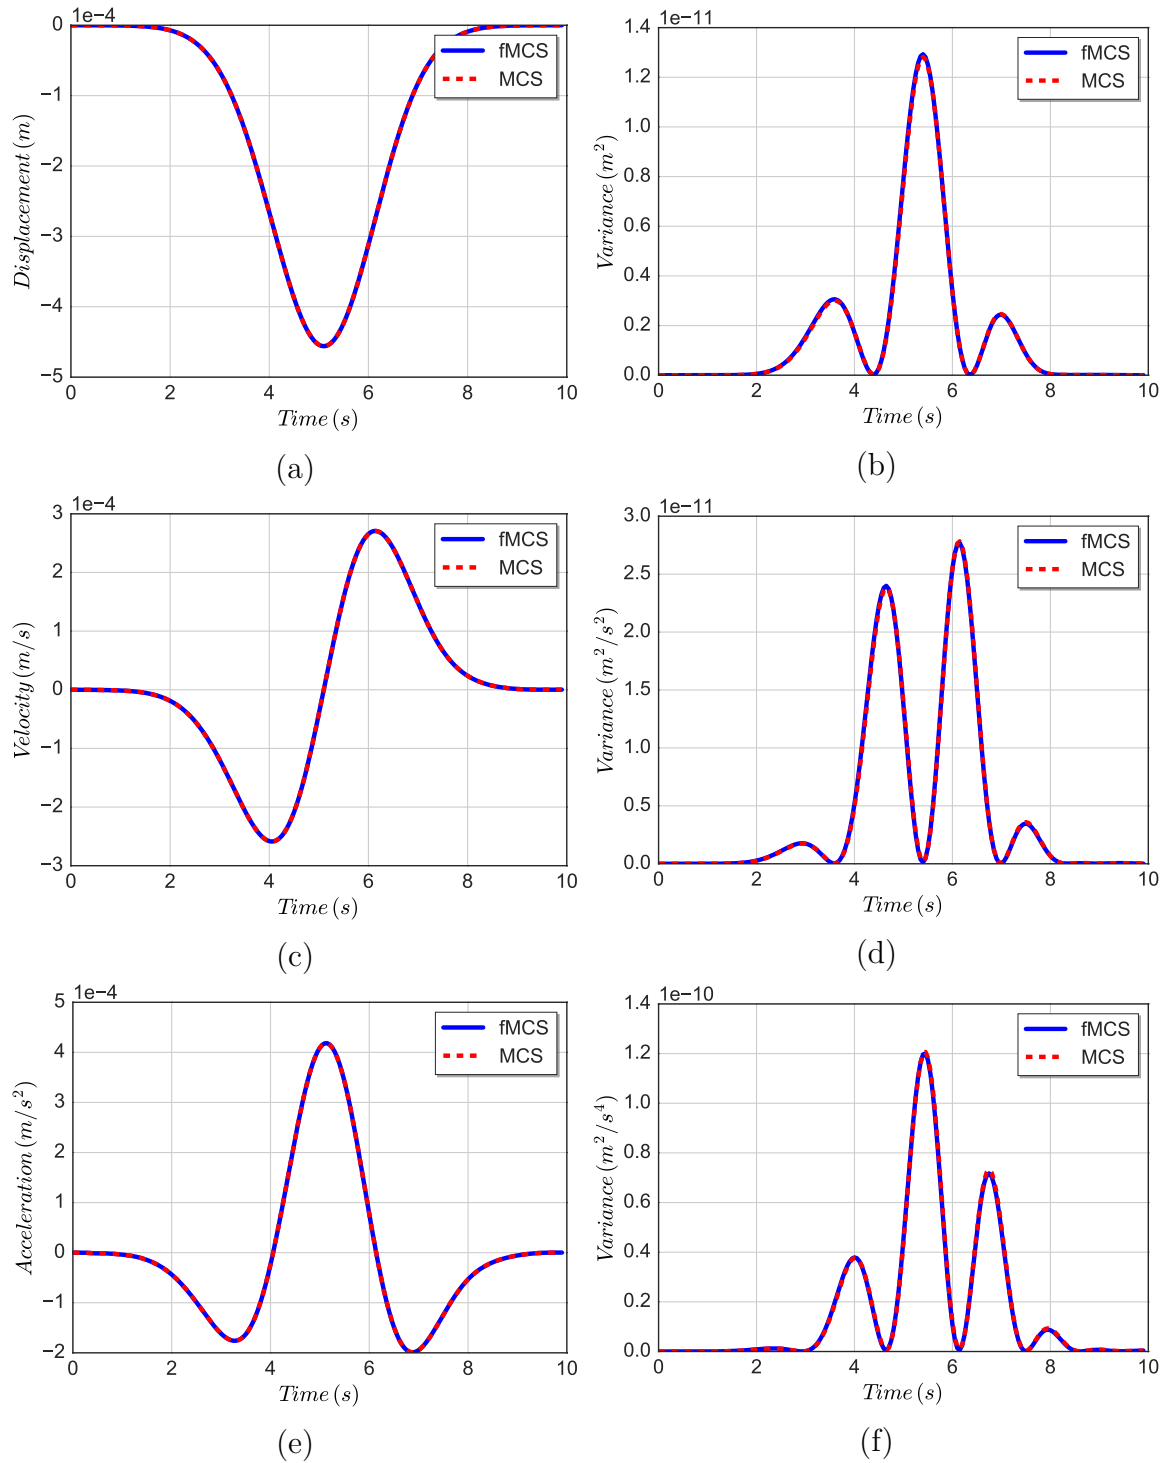 1e−4
0
−1
−2
−3
−4
−5
Displacement (m)
fMCS
MCS
0 2 4 6 8 10
Time (s)
(a)
1e−11
1.4
1.2
1.0
0.8
0.6
0.4
0.2
0.0
Variance (m²)
fMCS
MCS
0 2 4 6 8 10
Time (s)
(b)
1e−4
3
2
1
0
−1
−2
−3
Velocity (m/s)
fMCS
MCS
0 2 4 6 8 10
Time (s)
(c)
1e−11
3.0
2.5
2.0
1.5
1.0
0.5
0.0
Variance (m²/s²)
fMCS
MCS
0 2 4 6 8 10
Time (s)
(d)
1e−4
5
4
3
2
1
0
−1
−2
Acceleration (m/s²)
fMCS
MCS
0 2 4 6 8 10
Time (s)
(e)
1e−10
1.4
1.2
1.0
0.8
0.6
0.4
0.2
0.0
Variance (m²/s⁴)
fMCS
MCS
0 2 4 6 8 10
Time (s)
(f)